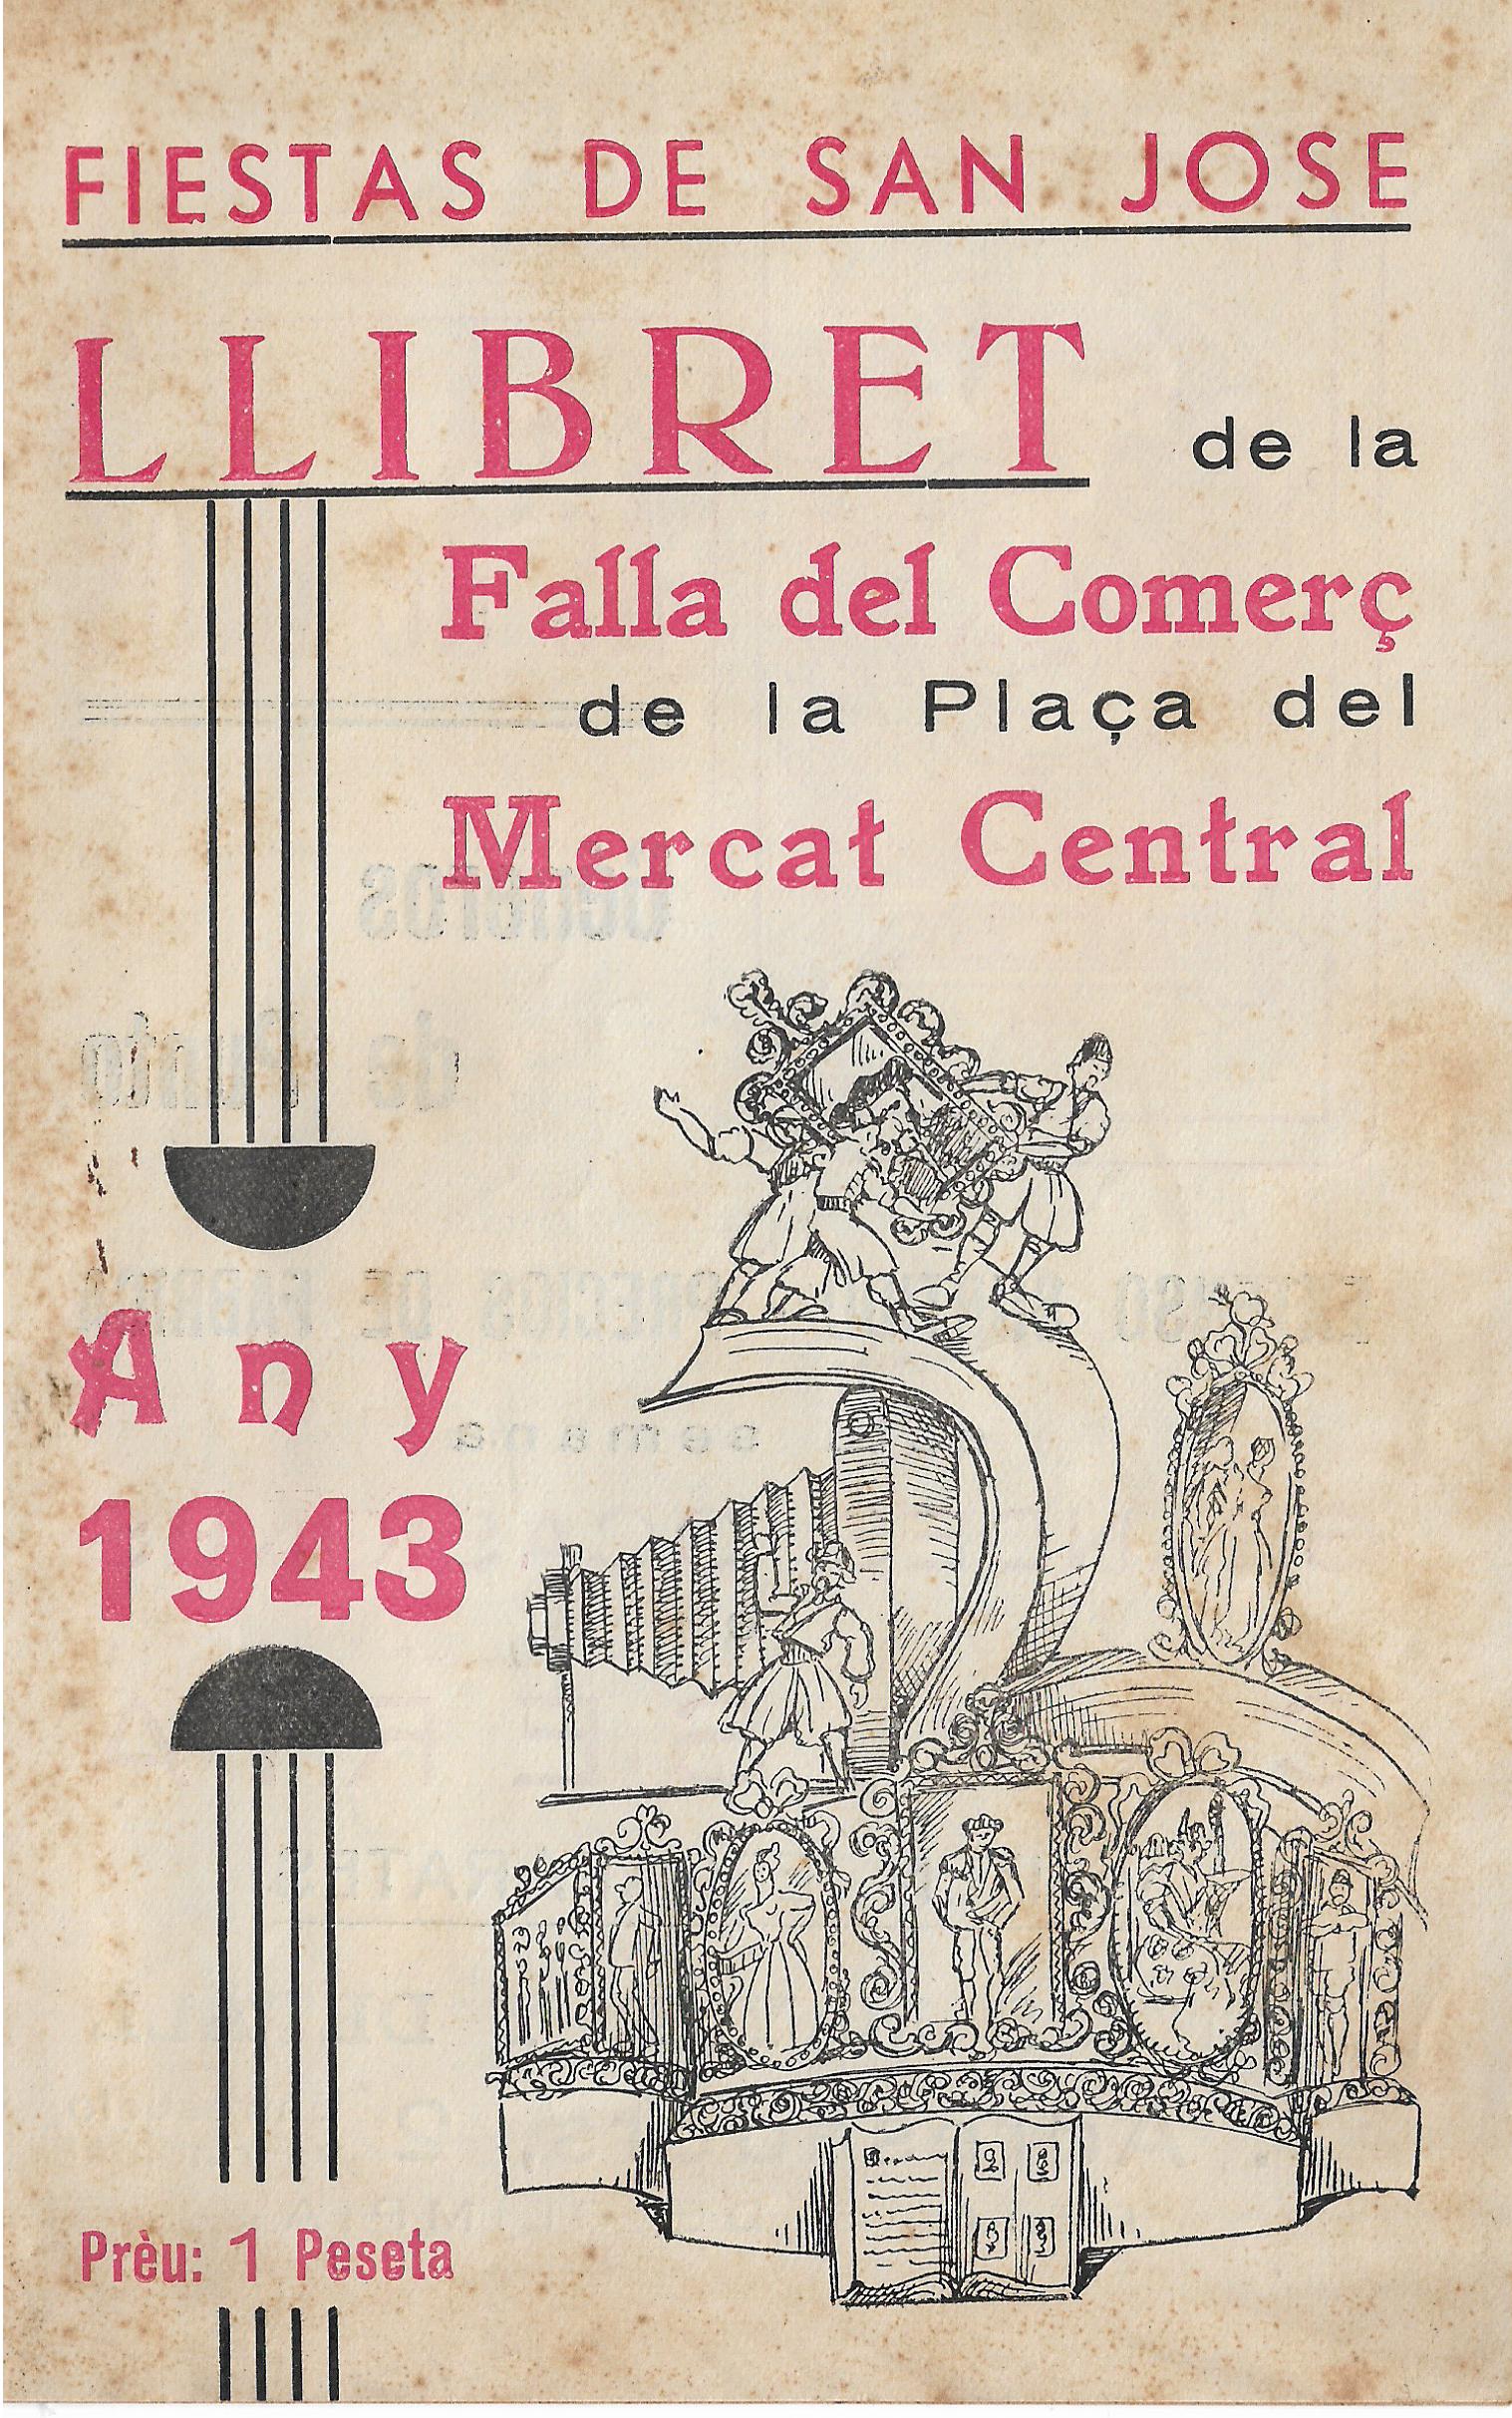 FIESTAS DE SAN JOSE
LLIBRET de la
Falla del Comerç
de la Plaça del
Mercat Central
Any
1943
Prèu: 1 Peseta